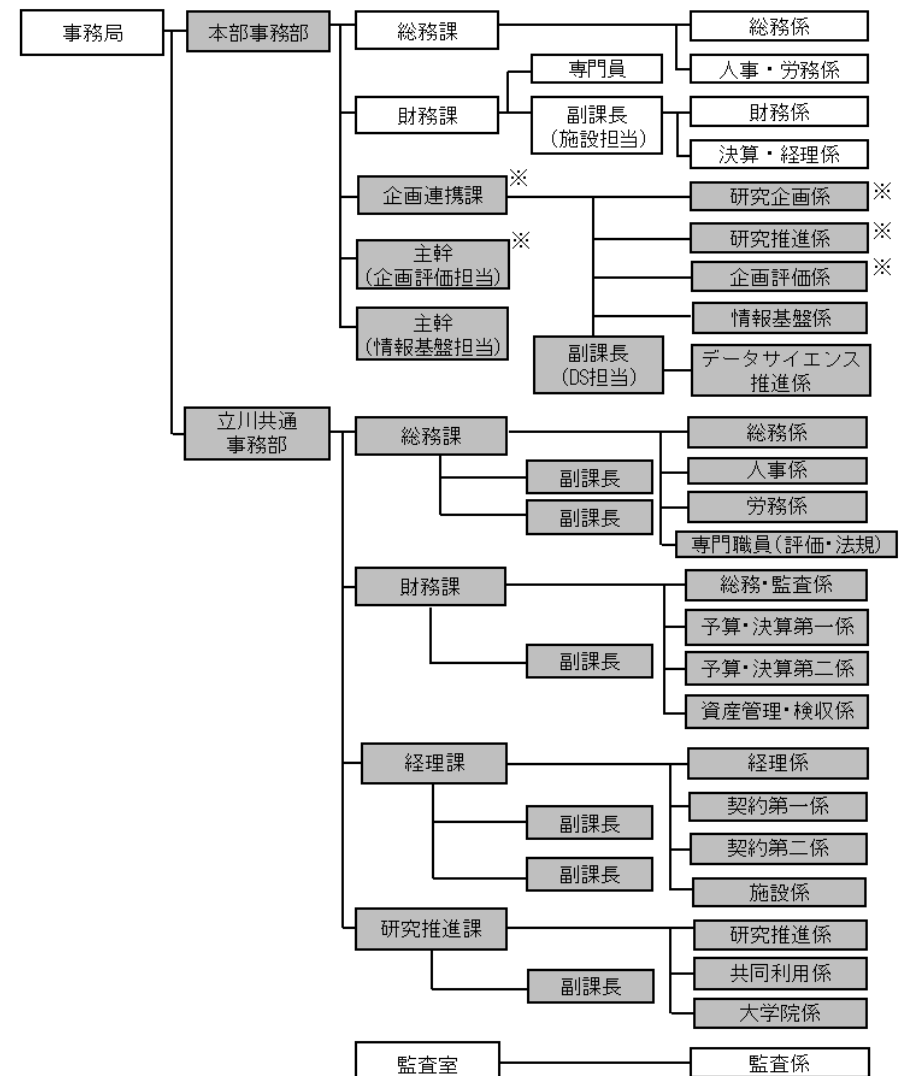 事務局
本部事務部
総務課
総務係
人事・労務係
専門員
財務課
副課長
(施設担当)
財務係
決算・経理係
企画連携課
※
研究企画係
※
研究推進係
※
企画評価係
※
情報基盤係
主幹
(企画評価担当)
※
主幹
(情報基盤担当)
副課長
(DS担当)
データサイエンス
推進係
立川共通
事務部
総務課
副課長
副課長
総務係
人事係
労務係
専門職員(評価・法規)
財務課
副課長
総務・監査係
予算・決算第一係
予算・決算第二係
資産管理・検収係
経理課
副課長
副課長
経理係
契約第一係
契約第二係
施設係
研究推進課
副課長
研究推進係
共同利用係
大学院係
監査室
監査係